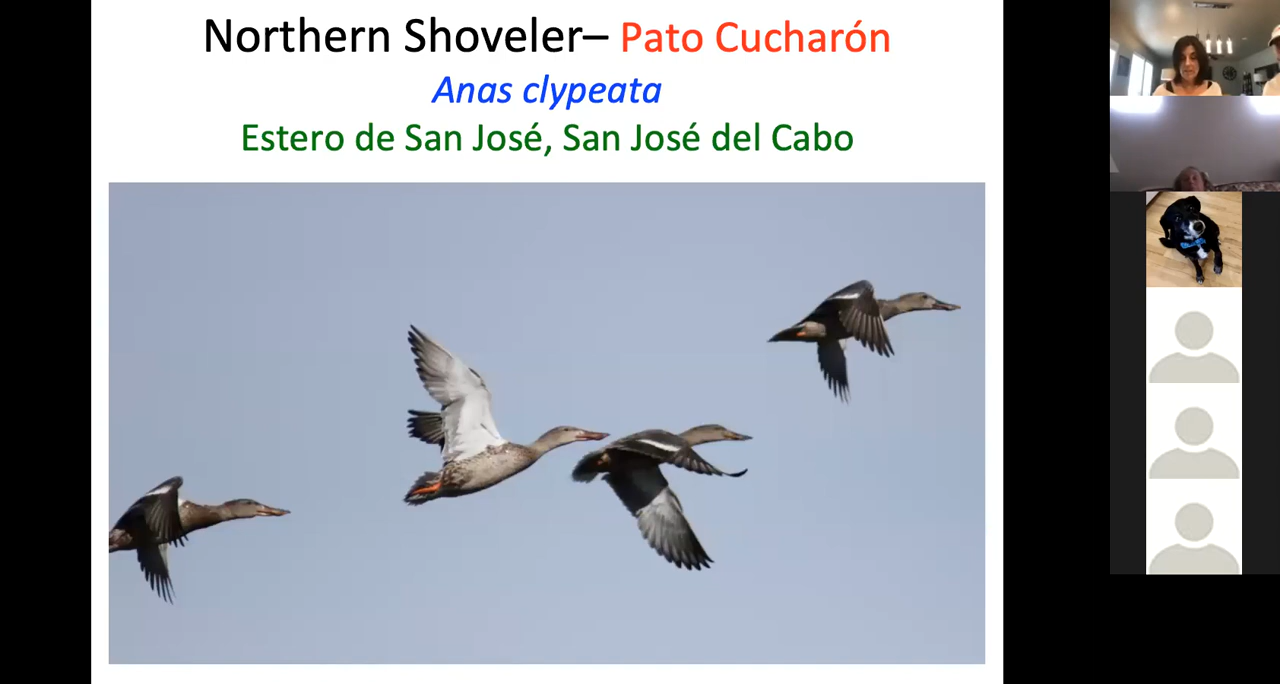 Northern Shoveler– Pato Cucharón
Anas clypeata
Estero de San José, San José del Cabo